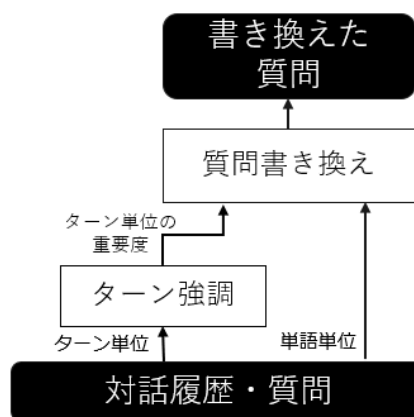 書き換えた
質問
質問書き換え
ターン単位の
重要度
ターン強調
ターン単位
単語単位
対話履歴・質問